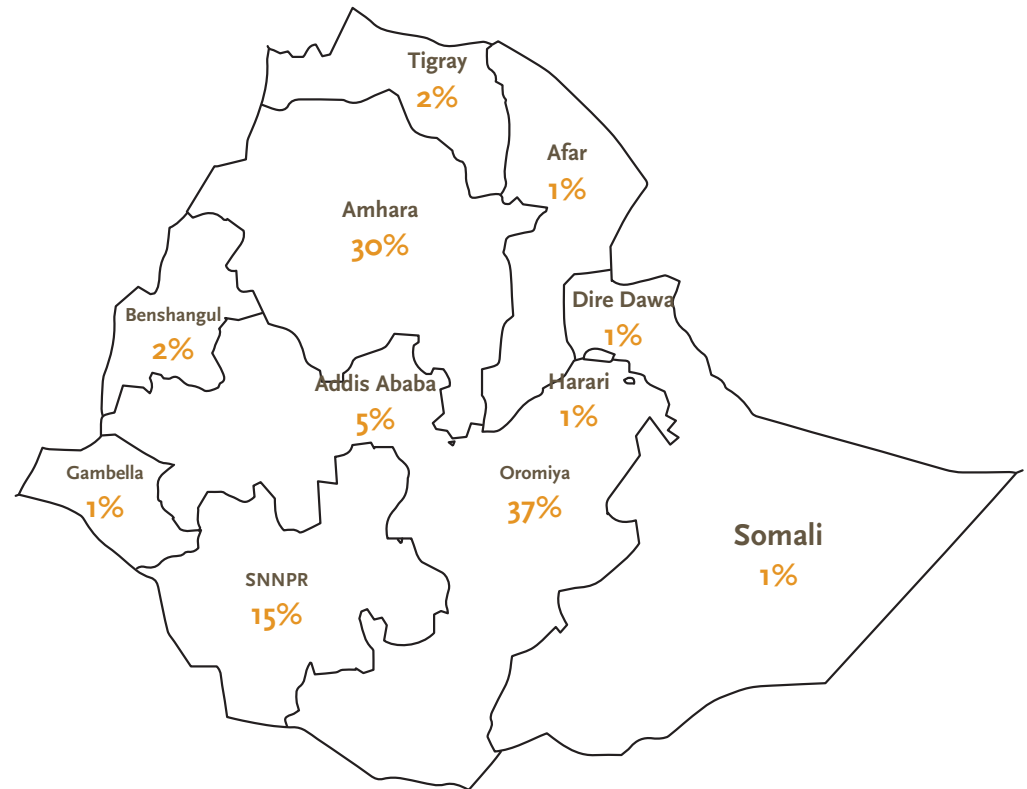 Tigray
2%
Afar
1%
Amhara
30%
Dire Dawa
1%
Benshangul
2%
Addis Ababa
5%
Harari
1%
Gambella
1%
Oromiya
37%
Somali
1%
SNNPR
15%